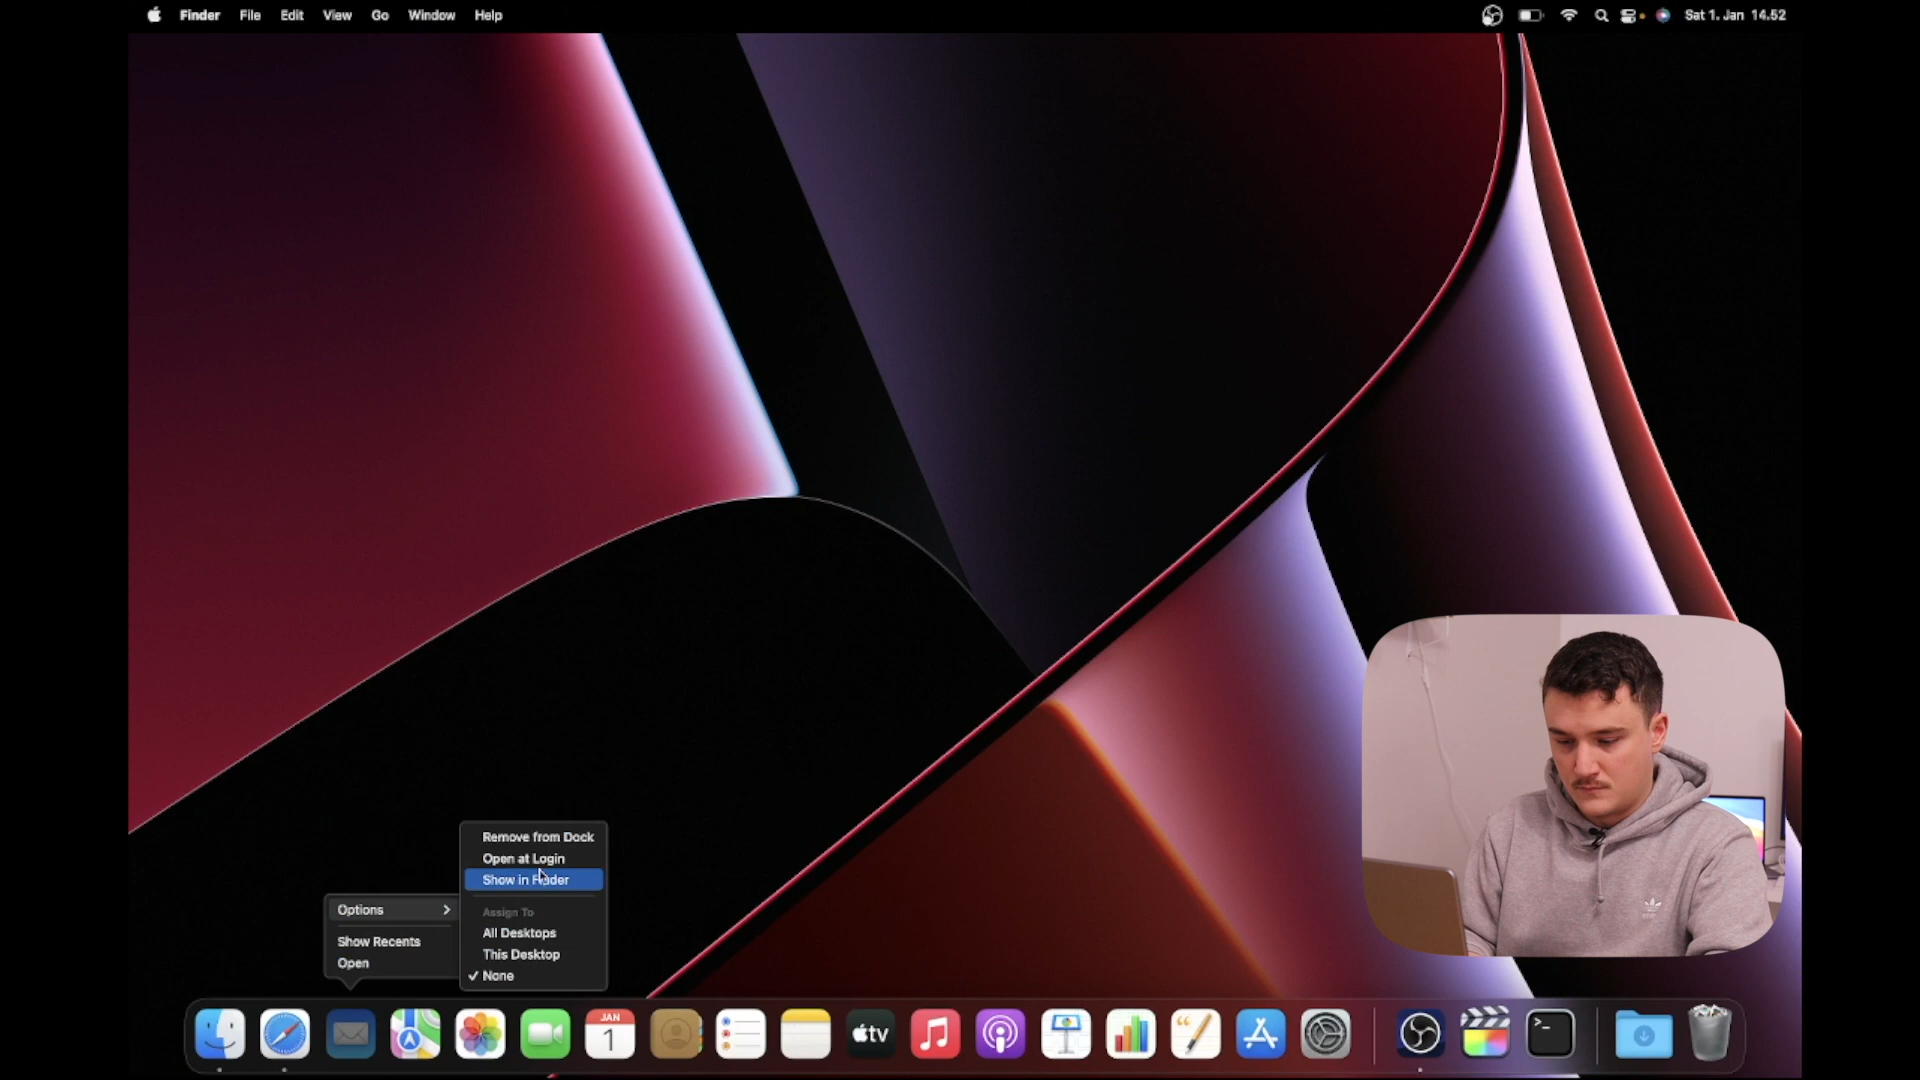 Finder File Edit View Go Window Help
Sat 1. Jan 14.52
Remove from Dock
Open at Login
Show in Finder
Assign To
All Desktops
This Desktop
✓ None
Options >
Show Recents
Open
JAN
1
tv
>_